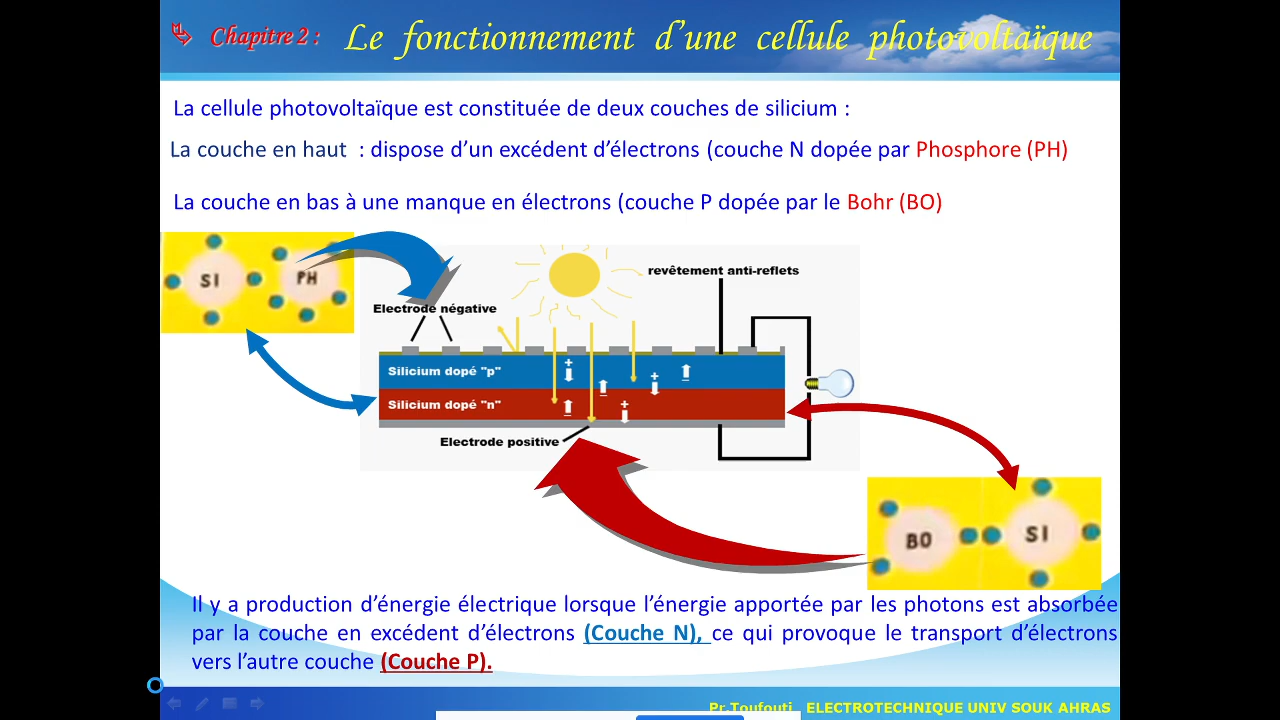 Chapitre 2 : Le fonctionnement d’une cellule photovoltaïque
La cellule photovoltaïque est constituée de deux couches de silicium :
La couche en haut : dispose d’un excédent d’électrons (couche N dopée par Phosphore (PH)
La couche en bas à une manque en électrons (couche P dopée par le Bohr (BO)
SI PH
revêtement anti-reflets
Electrode négative
Silicium dopé "p"
Silicium dopé "n"
Electrode positive
BO SI
Il y a production d’énergie électrique lorsque l’énergie apportée par les photons est absorbée
par la couche en excédent d’électrons (Couche N), ce qui provoque le transport d’électrons
vers l’autre couche (Couche P).
Pr.Toufouti ELECTROTECHNIQUE UNIV SOUK AHRAS